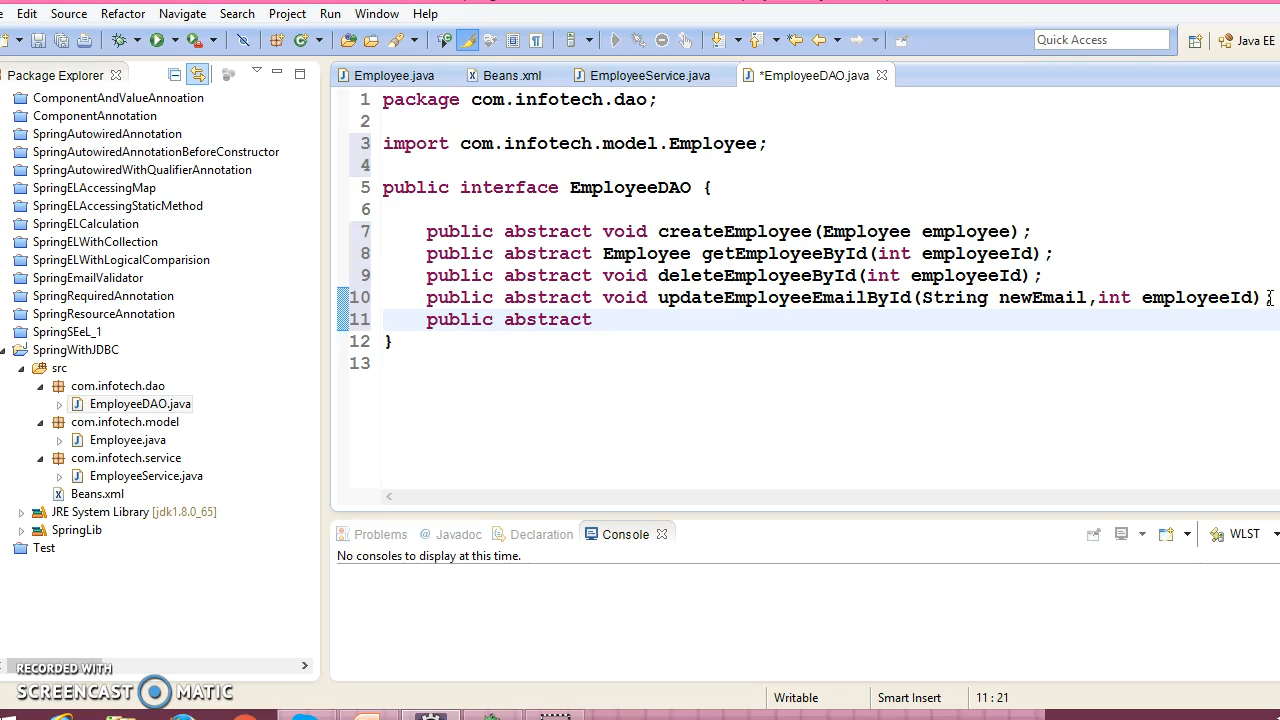 e Edit Source Refactor Navigate Search Project Run Window Help
Quick Access Java EE
Package Explorer
ComponentAndValueAnnoation
ComponentAnnotation
SpringAutowiredAnnotation
SpringAutowiredAnnotationBeforeConstructor
SpringAutowiredWithQualifierAnnotation
SpringELAccessingMap
SpringELAccessingStaticMethod
SpringELCalculation
SpringELWithCollection
SpringELWithLogicalComparision
SpringEmailValidator
SpringRequiredAnnotation
SpringResourceAnnotation
SpringSEeL_1
SpringWithJDBC
src
com.infotech.dao
EmployeeDAO.java
com.infotech.model
Employee.java
com.infotech.service
EmployeeService.java
Beans.xml
JRE System Library [jdk1.8.0_65]
SpringLib
Test
Employee.java Beans .xml EmployeeService.java *EmployeeDAO.java
1 package com.infotech.dao;
2
3 import com.infotech.model.Employee;
4
5 public interface EmployeeDAO {
6
7 public abstract void createEmployee(Employee employee);
8 public abstract Employee getEmployeeById(int employeeId);
9 public abstract void deleteEmployeeById(int employeeId);
10 public abstract void updateEmployeeEmailById(String newEmail,int employeeId);
11 public abstract
12 }
13
Problems @ Javadoc Declaration Console WLST
No consoles to display at this time.
RECORDED WITH
SCREENCAST MATIC
Writable Smart Insert 11 : 21